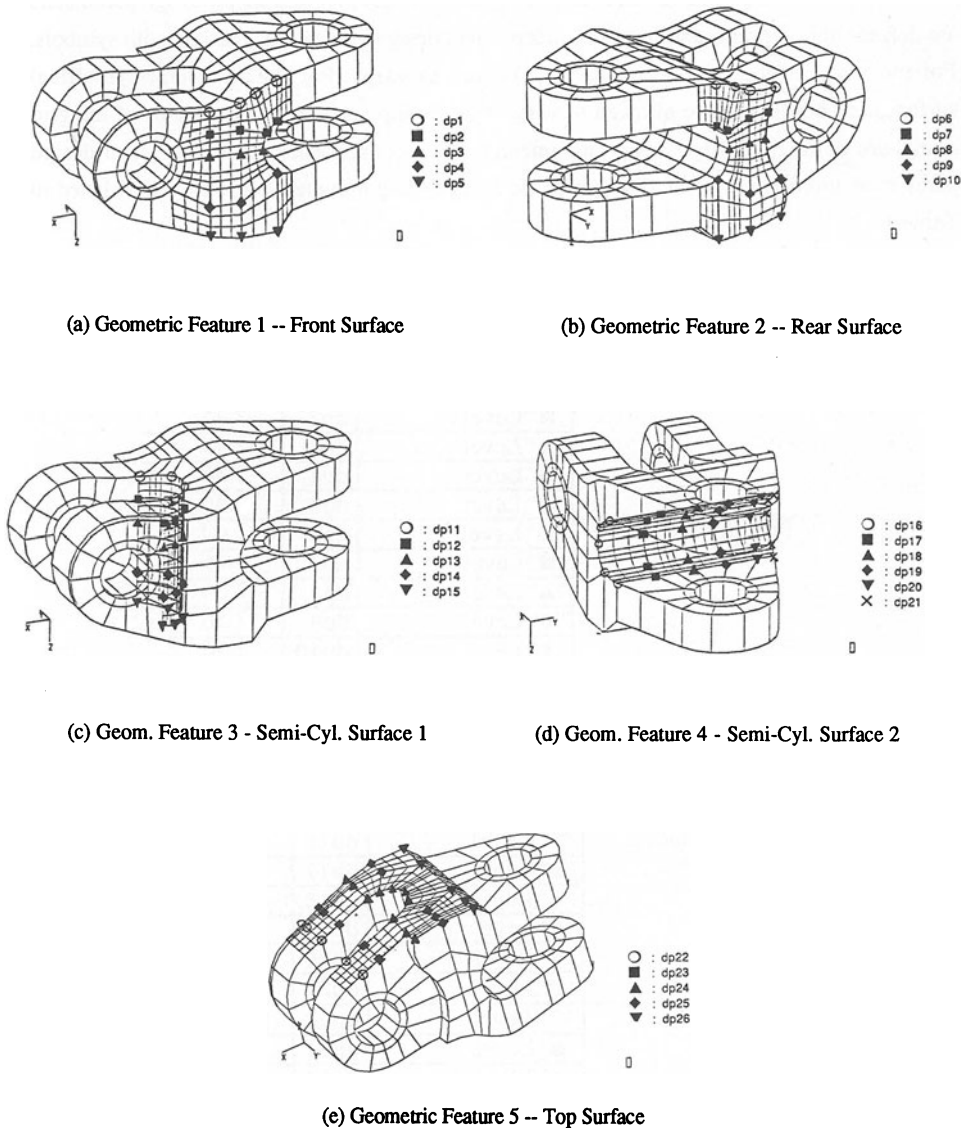 ○ : dp1
■ : dp2
▲ : dp3
◆ : dp4
▼ : dp5
X
Z
○ : dp6
■ : dp7
▲ : dp8
◆ : dp9
▼ : dp10
X
Y
Z
(a) Geometric Feature 1 -- Front Surface
(b) Geometric Feature 2 -- Rear Surface
○ : dp11
■ : dp12
▲ : dp13
◆ : dp14
▼ : dp15
X
Z
○ : dp16
■ : dp17
▲ : dp18
◆ : dp19
▼ : dp20
✕ : dp21
X
Y
Z
(c) Geom. Feature 3 - Semi-Cyl. Surface 1
(d) Geom. Feature 4 - Semi-Cyl. Surface 2
○ : dp22
■ : dp23
▲ : dp24
◆ : dp25
▼ : dp26
X
Y
(e) Geometric Feature 5 -- Top Surface